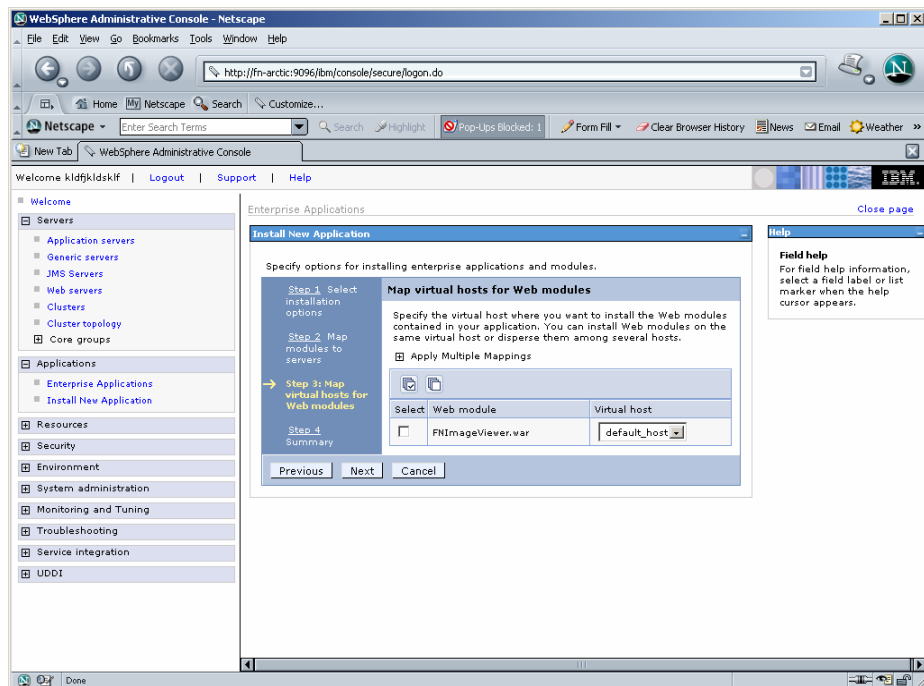 WebSphere Administrative Console - Netscape
File Edit View Go Bookmarks Tools Window Help
http://fn-arctic:9096/ibm/console/secure/logon.do
Home My Netscape Search Customize...
Netscape Enter Search Terms Search Highlight Pop-Ups Blocked: 1 Form Fill Clear Browser History News Email Weather »
New Tab WebSphere Administrative Console
Welcome kldfjkldsklf | Logout | Support | Help IBM.
Welcome
Servers
Application servers
Generic servers
JMS Servers
Web servers
Clusters
Cluster topology
Core groups
Applications
Enterprise Applications
Install New Application
Resources
Security
Environment
System administration
Monitoring and Tuning
Troubleshooting
Service integration
UDDI
Enterprise Applications Close page
Install New Application
Specify options for installing enterprise applications and modules.
Step 1 Select
installation
options
Step 2 Map
modules to
servers
Step 3: Map
virtual hosts for
Web modules
Step 4
Summary
Map virtual hosts for Web modules
Specify the virtual host where you want to install the Web modules
contained in your application. You can install Web modules on the
same virtual host or disperse them among several hosts.
Apply Multiple Mappings
Select Web module Virtual host
FNImageViewer.war default_host
Previous Next Cancel
Help
Field help
For field help information,
select a field label or list
marker when the help
cursor appears.
Done